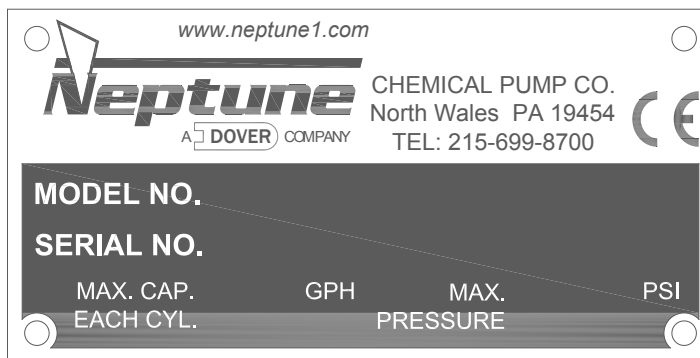 www.neptune1.com
Neptune
A DOVER COMPANY
CHEMICAL PUMP CO.
North Wales PA 19454
TEL: 215-699-8700
CE
MODEL NO.
SERIAL NO.
MAX. CAP. GPH MAX. PSI
EACH CYL. PRESSURE